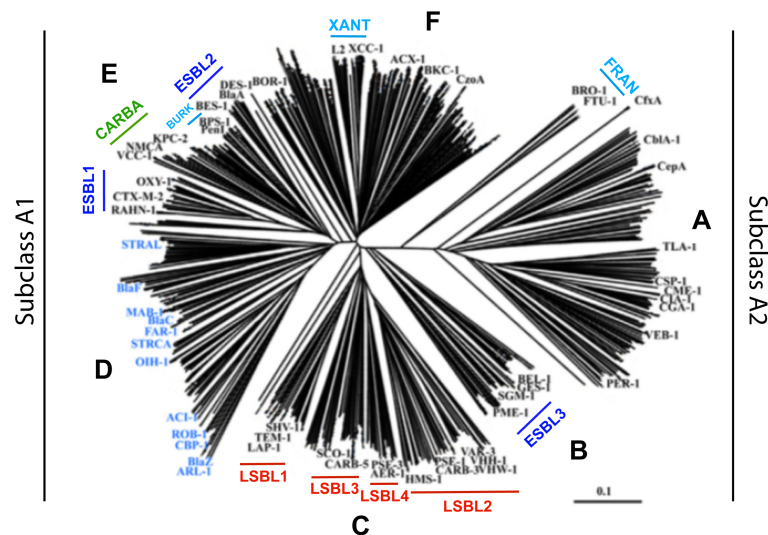 F
XANT
L2 XCC-1
ACX-1
BKC-1
CzoA
E
ESBL2
DES-1
BOR-1
BlaA
BES-1
BURK
BPS-1
PenI
CARBA
KPC-2
NMCA
VCC-1
ESBL1
OXY-1
CTX-M-2
RAHN-1
Subclass A1
STRAL
BlaF
MAB-1
BlaC
FAR-1
STRCA
OIH-1
D
ACI-1
ROB-1
CBP-1
BlaZ
ARL-1
SHV-1
TEM-1
LAP-1
LSBL1
SCO-1
CARB-5
LSBL3
PSE-3
AER-1
LSBL4
HMS-1
PSE-1
CARB-3
VAR-3
VHH-1
VHW-1
LSBL2
C
BEL-1
GES-1
SGM-1
PME-1
ESBL3
B
0.1
FRAN
BRO-1
FTU-1
CfxA
CblA-1
CepA
A
TLA-1
CSP-1
CME-1
CIA-1
CGA-1
VEB-1
PER-1
Subclass A2